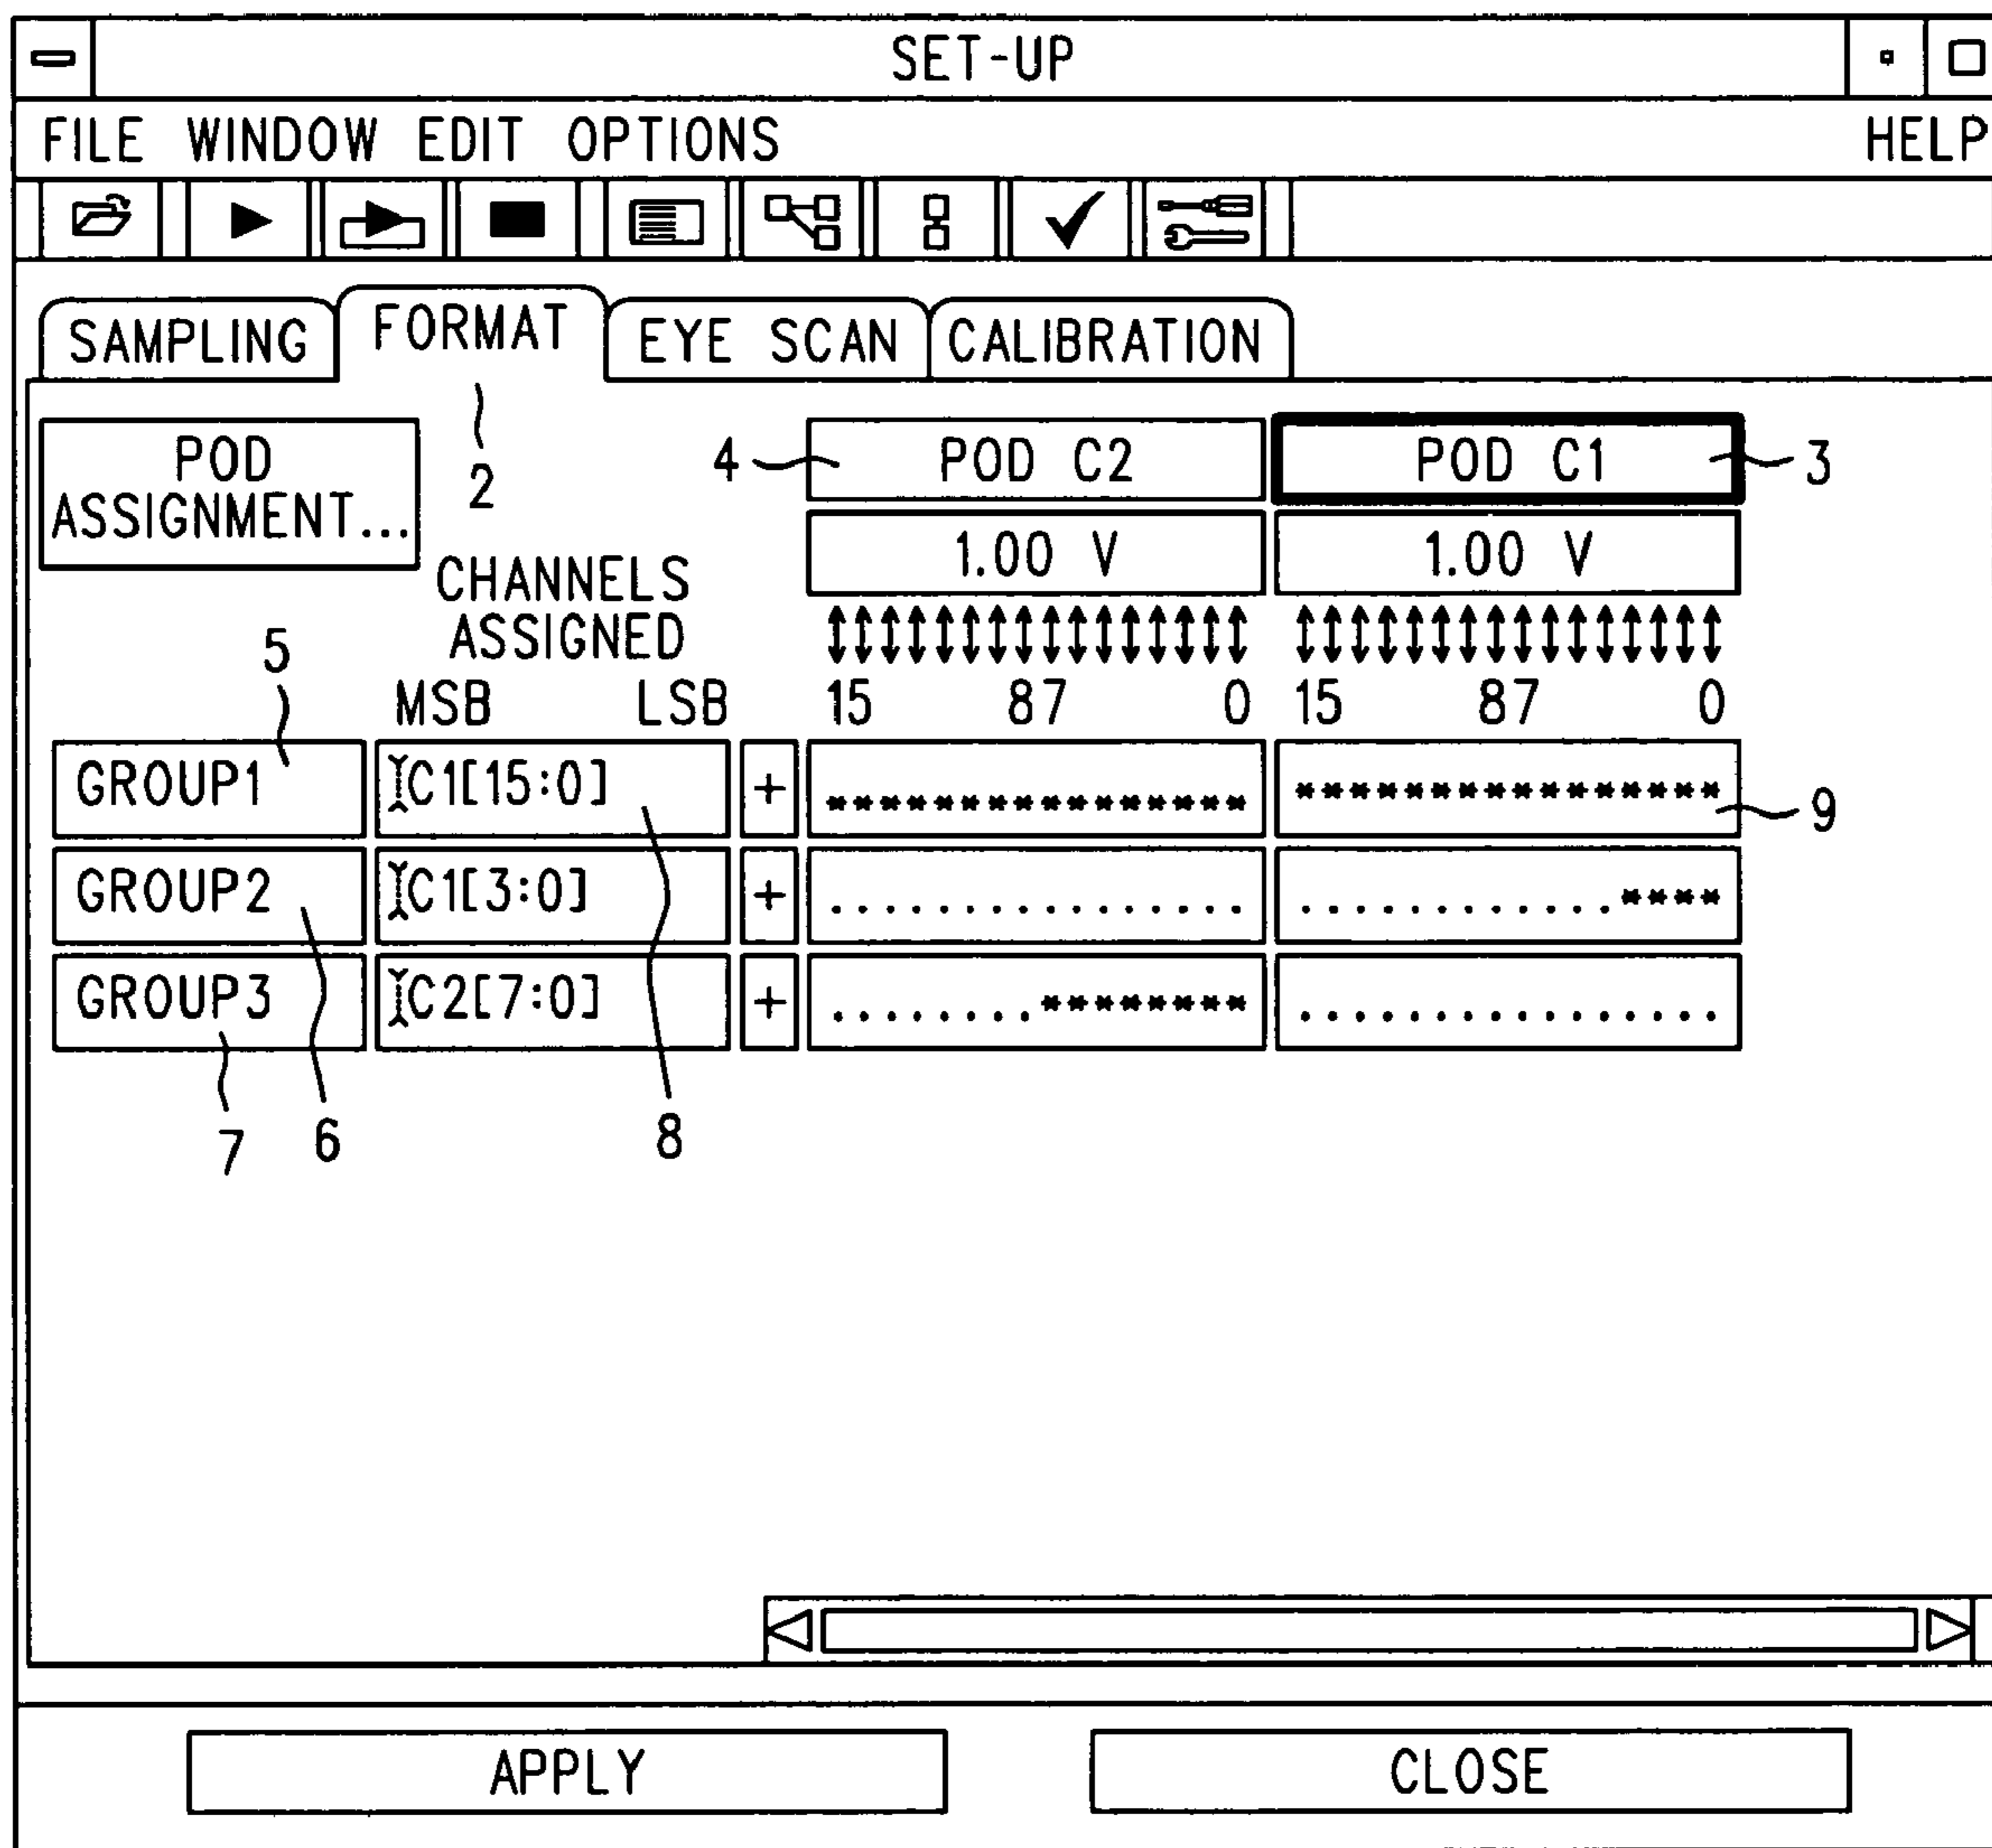 SET-UP
FILE WINDOW EDIT OPTIONS HELP
SAMPLING FORMAT EYE SCAN CALIBRATION
POD
ASSIGNMENT...
2
4 POD C2 POD C1 3
1.00 V 1.00 V
CHANNELS
ASSIGNED
5
MSB LSB 15 87 0 15 87 0
GROUP1 C1[15:0] + **************** **************** 9
GROUP2 C1[3:0] + ................ ............****
GROUP3 C2[7:0] + ........******** ................
7 6 8
APPLY CLOSE